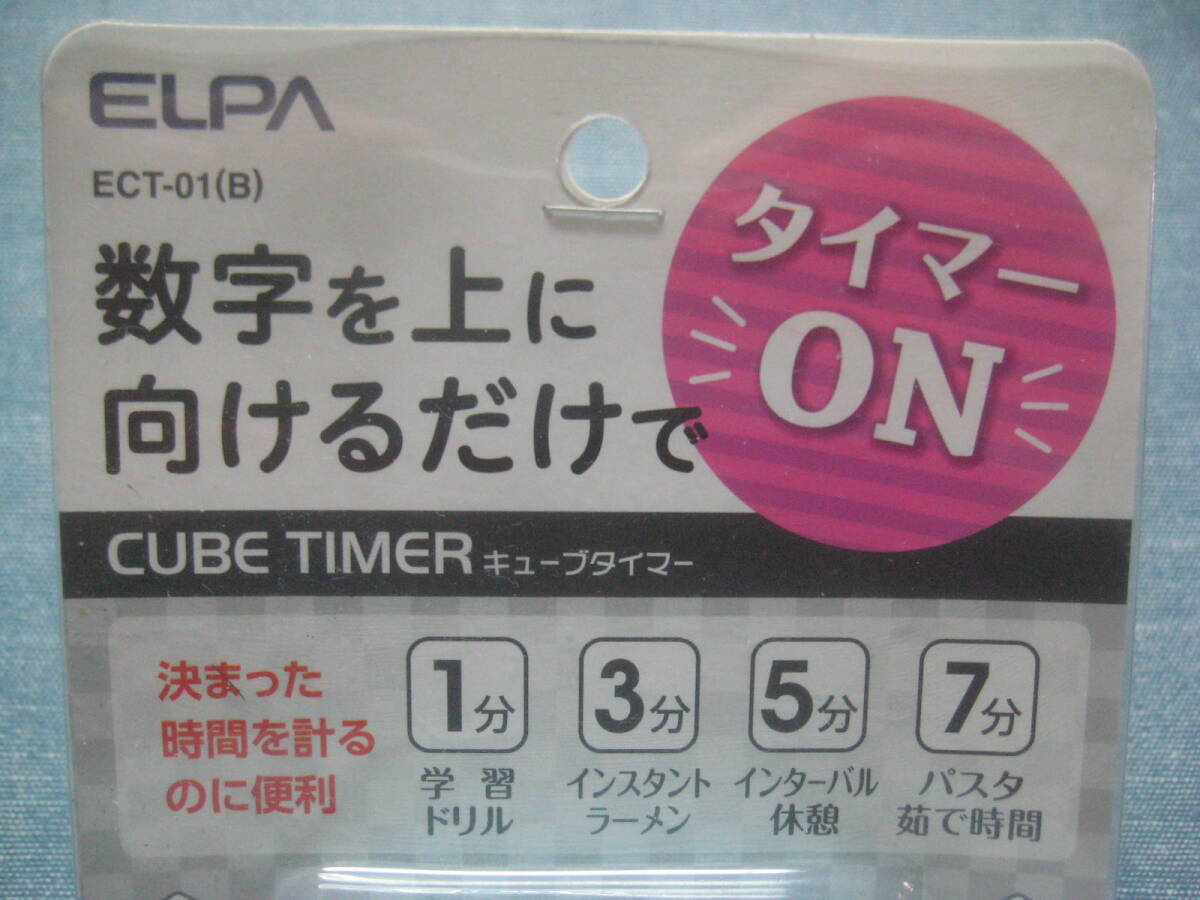 ELPA
ECT-01(B)
数字を上に
向けるだけで
タイマー
ON
CUBE TIMER キューブタイマー
決まった
時間を計る
のに便利
1分
学習
ドリル
3分
インスタント
ラーメン
5分
インターバル
休憩
7分
パスタ
茹で時間